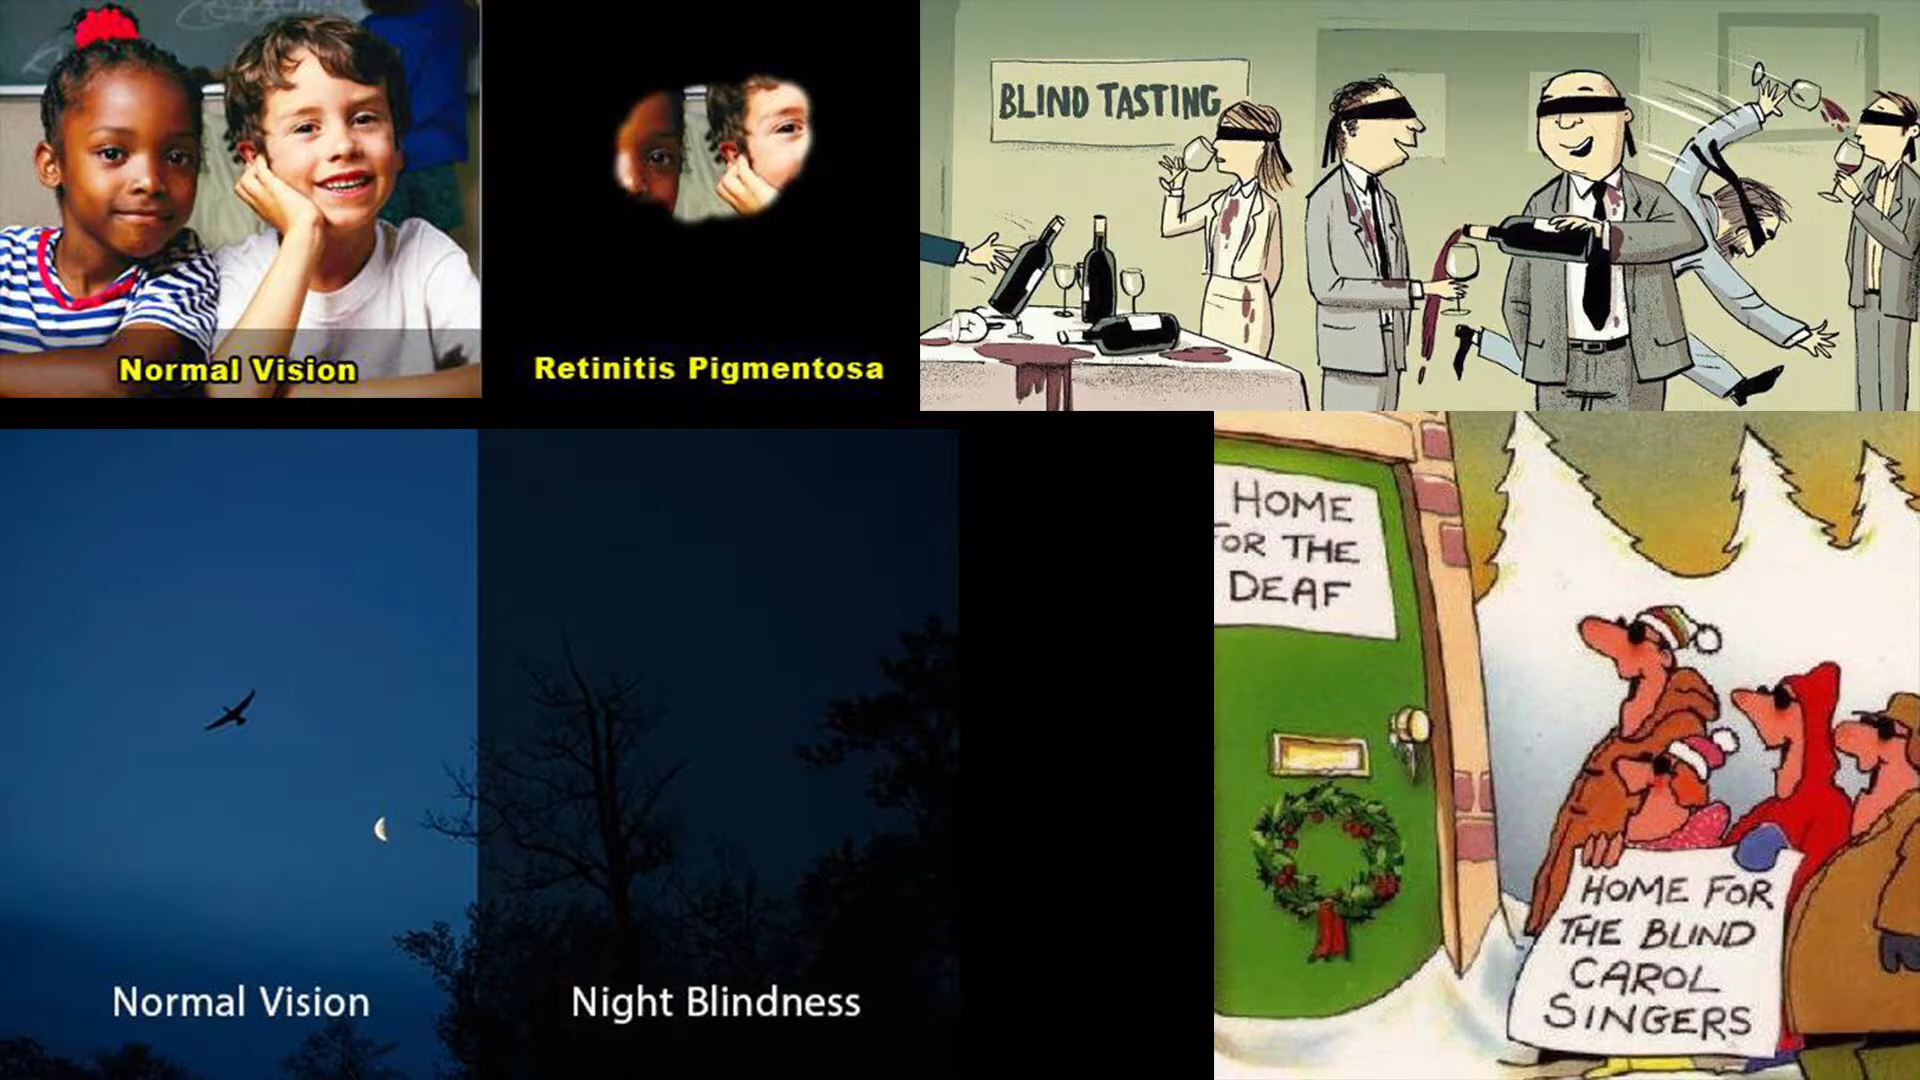 Normal Vision
Retinitis Pigmentosa
BLIND TASTING
Normal Vision
Night Blindness
HOME
FOR THE
DEAF
HOME FOR
THE BLIND
CAROL
SINGERS